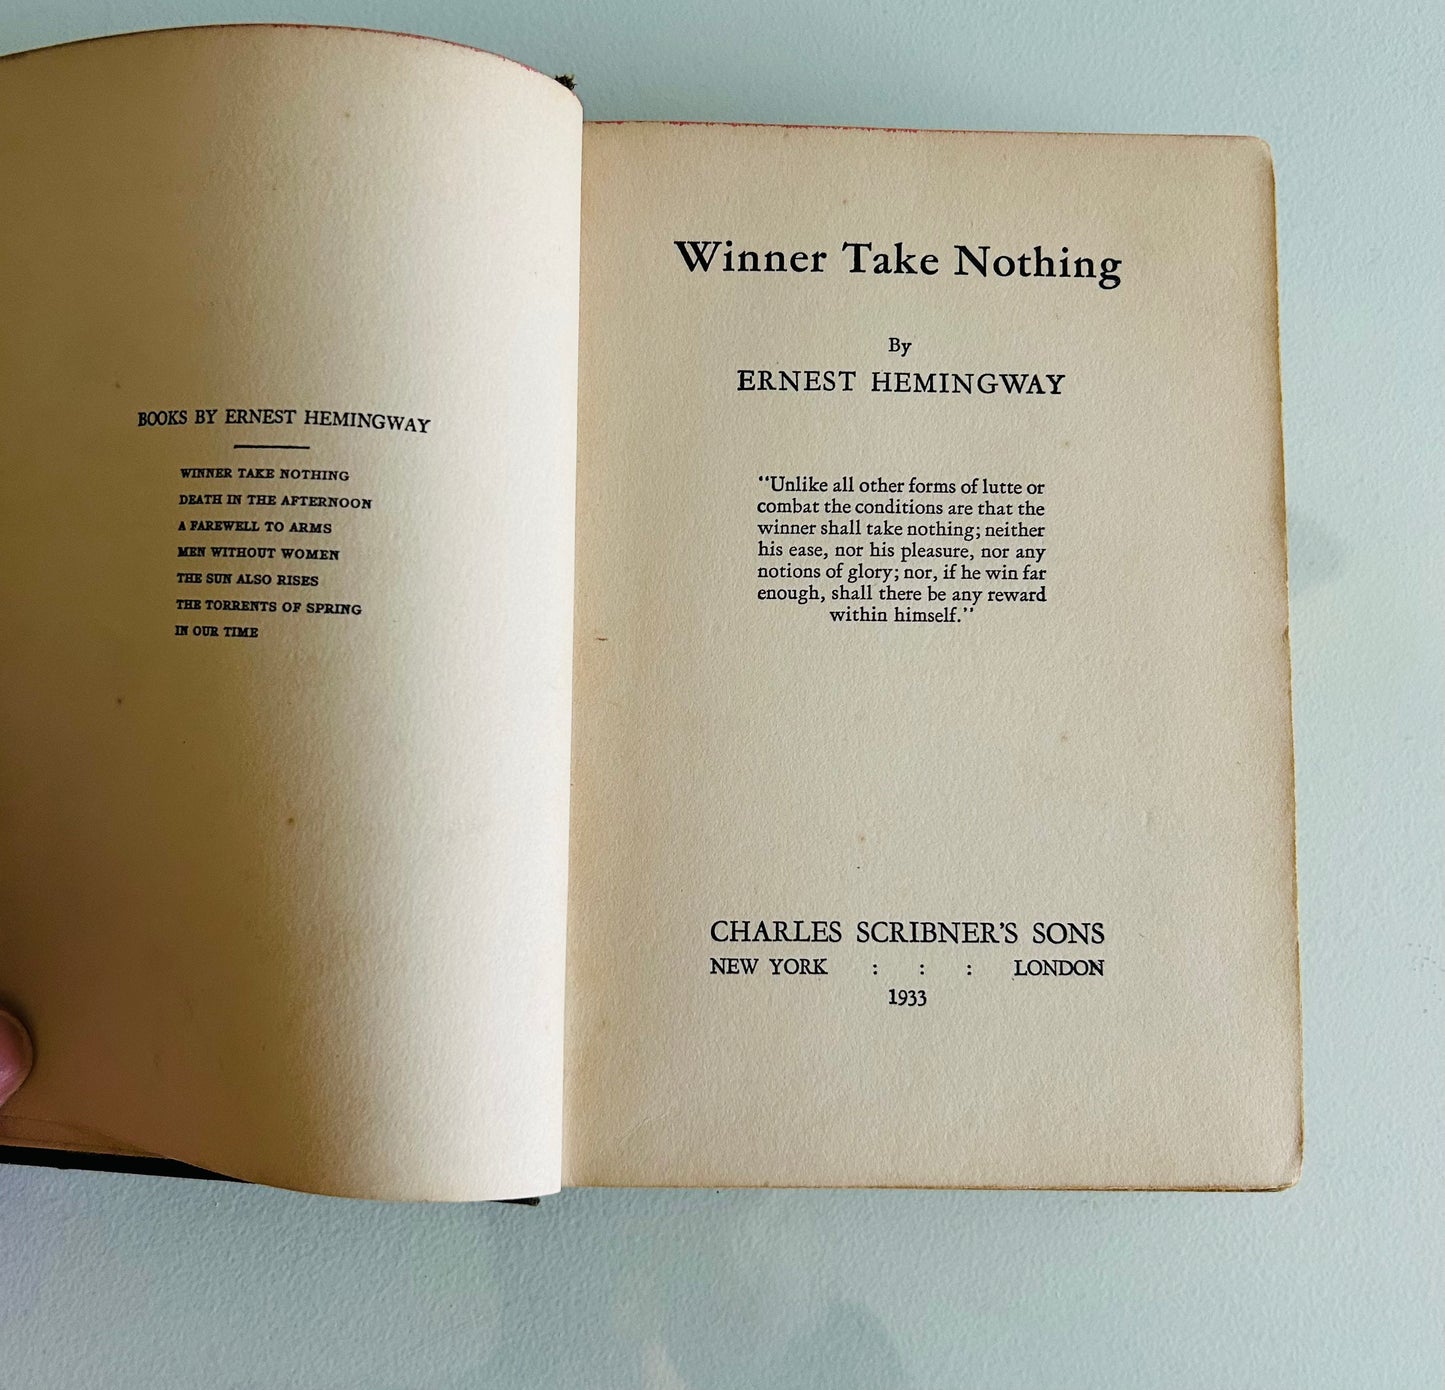 BOOKS BY ERNEST HEMINGWAY
WINNER TAKE NOTHING
DEATH IN THE AFTERNOON
A FAREWELL TO ARMS
MEN WITHOUT WOMEN
THE SUN ALSO RISES
THE TORRENTS OF SPRING
IN OUR TIME
Winner Take Nothing
By
ERNEST HEMINGWAY
"Unlike all other forms of lutte or
combat the conditions are that the
winner shall take nothing; neither
his ease, nor his pleasure, nor any
notions of glory; nor, if he win far
enough, shall there be any reward
within himself."
CHARLES SCRIBNER'S SONS
NEW YORK : : : LONDON
1933